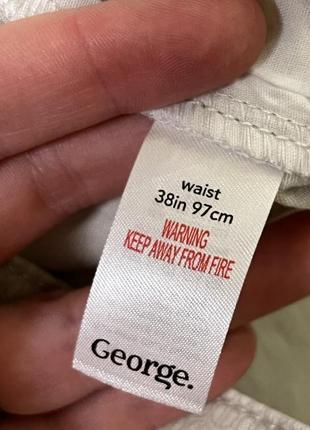 waist
38in 97cm
WARNING
KEEP AWAY FROM FIRE
George.